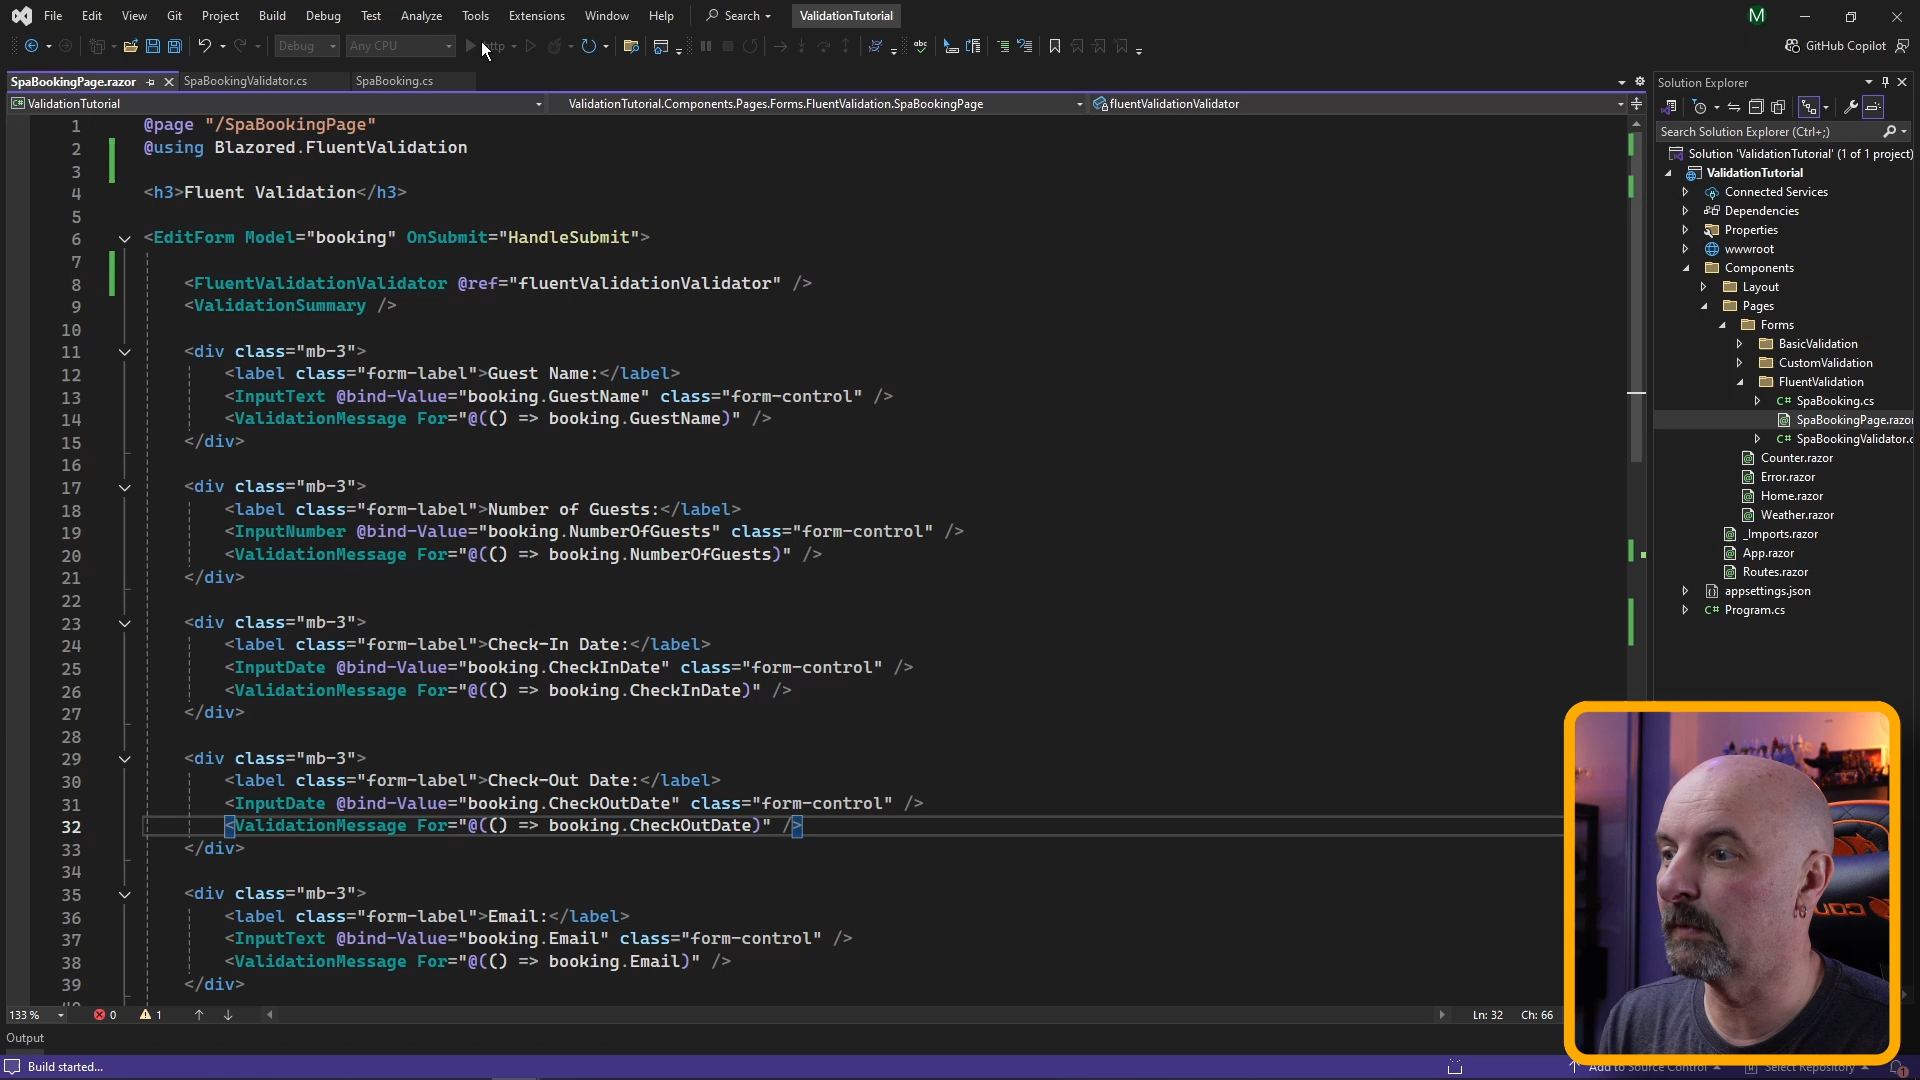 File Edit View Git Project Build Debug Test Analyze Tools Extensions Window Help Search ValidationTutorial M
Debug Any CPU GitHub Copilot
SpaBookingPage.razor SpaBookingValidator.cs SpaBooking.cs
ValidationTutorial ValidationTutorial.Components.Pages.Forms.FluentValidation.SpaBookingPage fluentValidationValidator
1 @page "/SpaBookingPage"
2 @using Blazored.FluentValidation
3
4 <h3>Fluent Validation</h3>
5
6 <EditForm Model="booking" OnSubmit="HandleSubmit">
7
8 <FluentValidationValidator @ref="fluentValidationValidator" />
9 <ValidationSummary />
10
11 <div class="mb-3">
12 <label class="form-label">Guest Name:</label>
13 <InputText @bind-Value="booking.GuestName" class="form-control" />
14 <ValidationMessage For="@(() => booking.GuestName)" />
15 </div>
16
17 <div class="mb-3">
18 <label class="form-label">Number of Guests:</label>
19 <InputNumber @bind-Value="booking.NumberOfGuests" class="form-control" />
20 <ValidationMessage For="@(() => booking.NumberOfGuests)" />
21 </div>
22
23 <div class="mb-3">
24 <label class="form-label">Check-In Date:</label>
25 <InputDate @bind-Value="booking.CheckInDate" class="form-control" />
26 <ValidationMessage For="@(() => booking.CheckInDate)" />
27 </div>
28
29 <div class="mb-3">
30 <label class="form-label">Check-Out Date:</label>
31 <InputDate @bind-Value="booking.CheckOutDate" class="form-control" />
32 <ValidationMessage For="@(() => booking.CheckOutDate)" />
33 </div>
34
35 <div class="mb-3">
36 <label class="form-label">Email:</label>
37 <InputText @bind-Value="booking.Email" class="form-control" />
38 <ValidationMessage For="@(() => booking.Email)" />
39 </div>
133 % 0 1 Ln: 32 Ch: 66
Output
Build started...
Add to Source Control Select Repository
Solution Explorer
Search Solution Explorer (Ctrl+;)
Solution 'ValidationTutorial' (1 of 1 project)
ValidationTutorial
Connected Services
Dependencies
Properties
wwwroot
Components
Layout
Pages
Forms
BasicValidation
CustomValidation
FluentValidation
C# SpaBooking.cs
SpaBookingPage.razor
C# SpaBookingValidator.c
Counter.razor
Error.razor
Home.razor
Weather.razor
_Imports.razor
App.razor
Routes.razor
appsettings.json
C# Program.cs